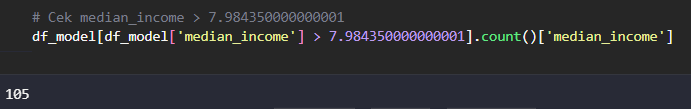 # Cek median_income > 7.984350000000001
df_model[df_model['median_income'] > 7.984350000000001].count()['median_income']
105